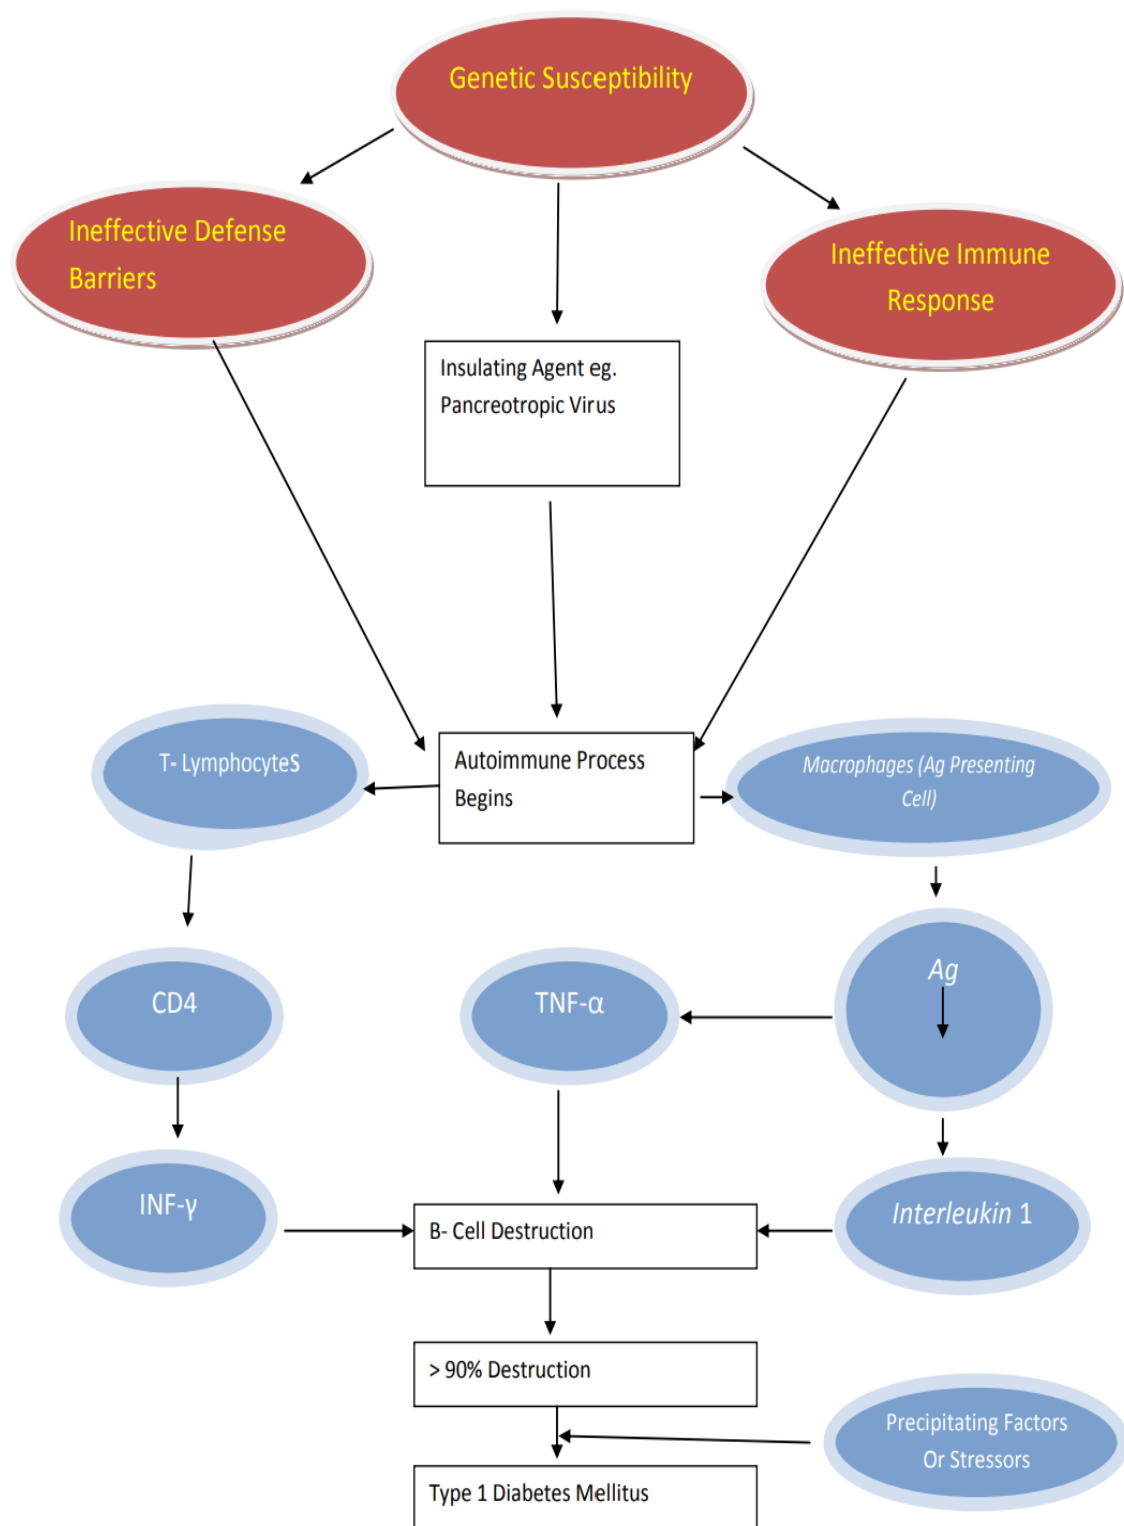 Genetic Susceptibility
Ineffective Defense
Barriers
Ineffective Immune
Response
Insulating Agent eg.
Pancreotropic Virus
T- Lymphocytes
Autoimmune Process
Begins
Macrophages (Ag Presenting
Cell)
CD4
TNF-α
Ag
INF-γ
B- Cell Destruction
Interleukin 1
> 90% Destruction
Precipitating Factors
Or Stressors
Type 1 Diabetes Mellitus